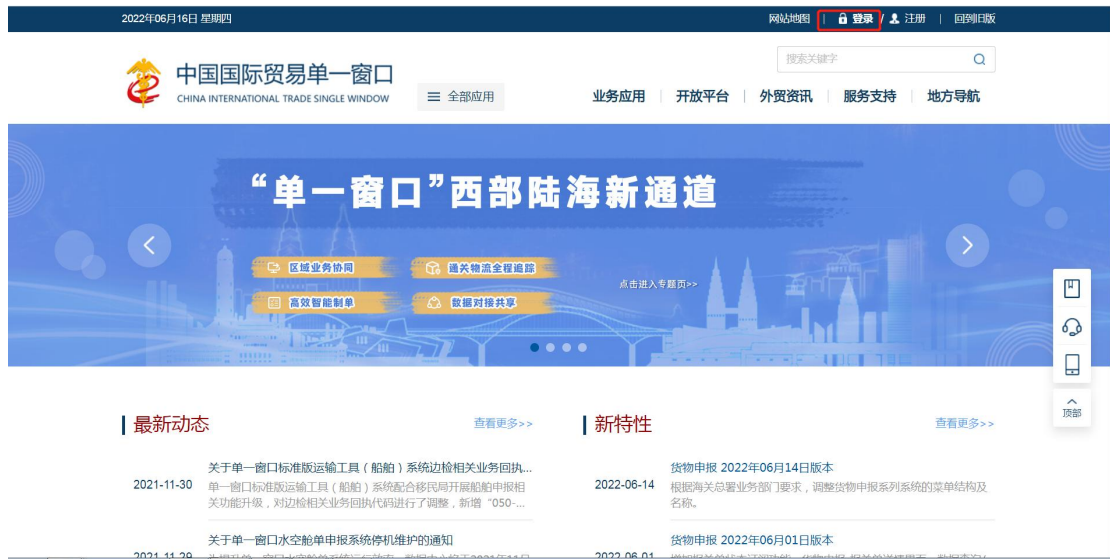 2022年06月16日 星期四
网站地图 | 登录 / 注册 | 回到旧版
中国国际贸易单一窗口
CHINA INTERNATIONAL TRADE SINGLE WINDOW
全部应用
搜索关键字
业务应用 | 开放平台 | 外贸资讯 | 服务支持 | 地方导航
“单一窗口”西部陆海新通道
区域业务协同
通关物流全程追踪
高效智能制单
数据对接共享
点击进入专题页>>
顶部
最新动态
查看更多>>
关于单一窗口标准版运输工具（船舶）系统边检相关业务回执...
2021-11-30
单一窗口标准版运输工具（船舶）系统配合移民局开展船舶申报相
关功能升级，对边检相关业务回执代码进行了调整，新增“050-...
关于单一窗口水空舱单申报系统停机维护的通知
2021-11-29
新特性
查看更多>>
货物申报 2022年06月14日版本
2022-06-14
根据海关总署业务部门要求，调整货物申报系列系统的菜单结构及
名称。
货物申报 2022年06月01日版本
2022-06-01